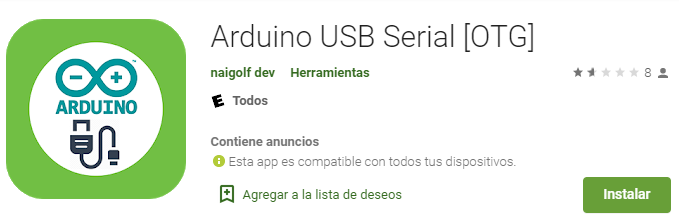 Arduino USB Serial [OTG]
naigolf dev Herramientas
8
E Todos
Contiene anuncios
Esta app es compatible con todos tus dispositivos.
Agregar a la lista de deseos
Instalar
ARDUINO
TM